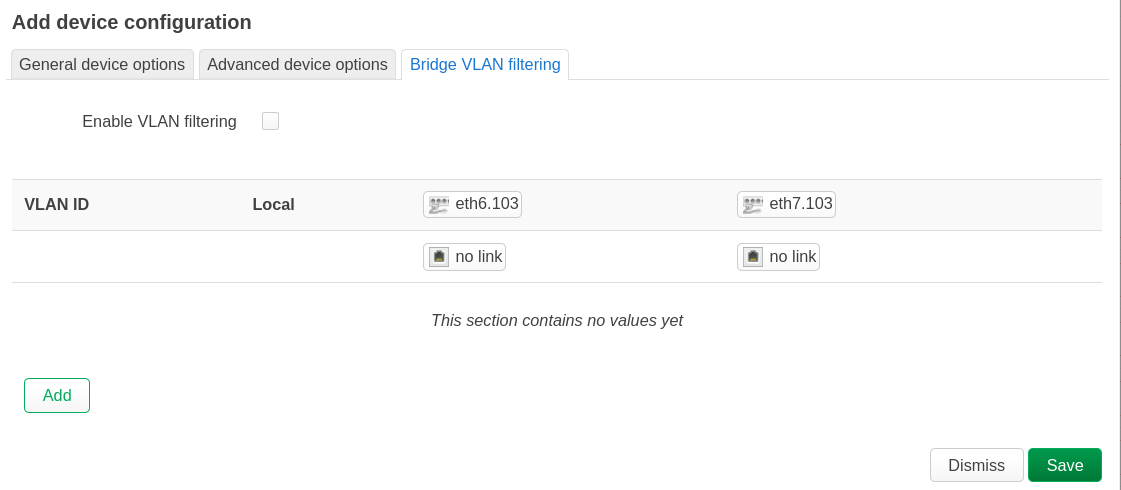 Add device configuration
General device options Advanced device options Bridge VLAN filtering
Enable VLAN filtering
VLAN ID Local eth6.103 eth7.103
no link no link
This section contains no values yet
Add
Dismiss Save